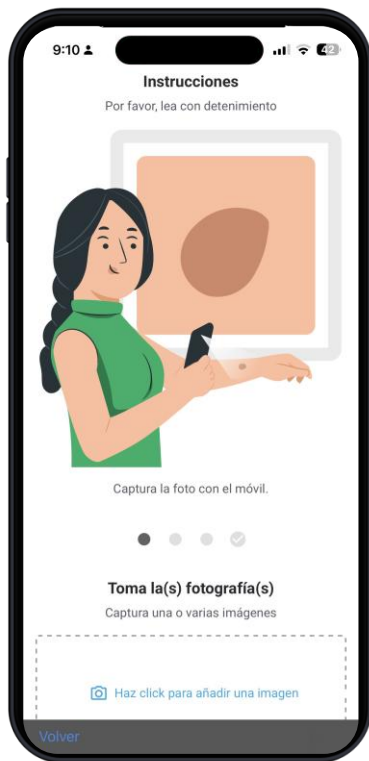 9:10
42
Instrucciones
Por favor, lea con detenimiento
Captura la foto con el móvil.
Toma la(s) fotografía(s)
Captura una o varias imágenes
Haz click para añadir una imagen
Volver